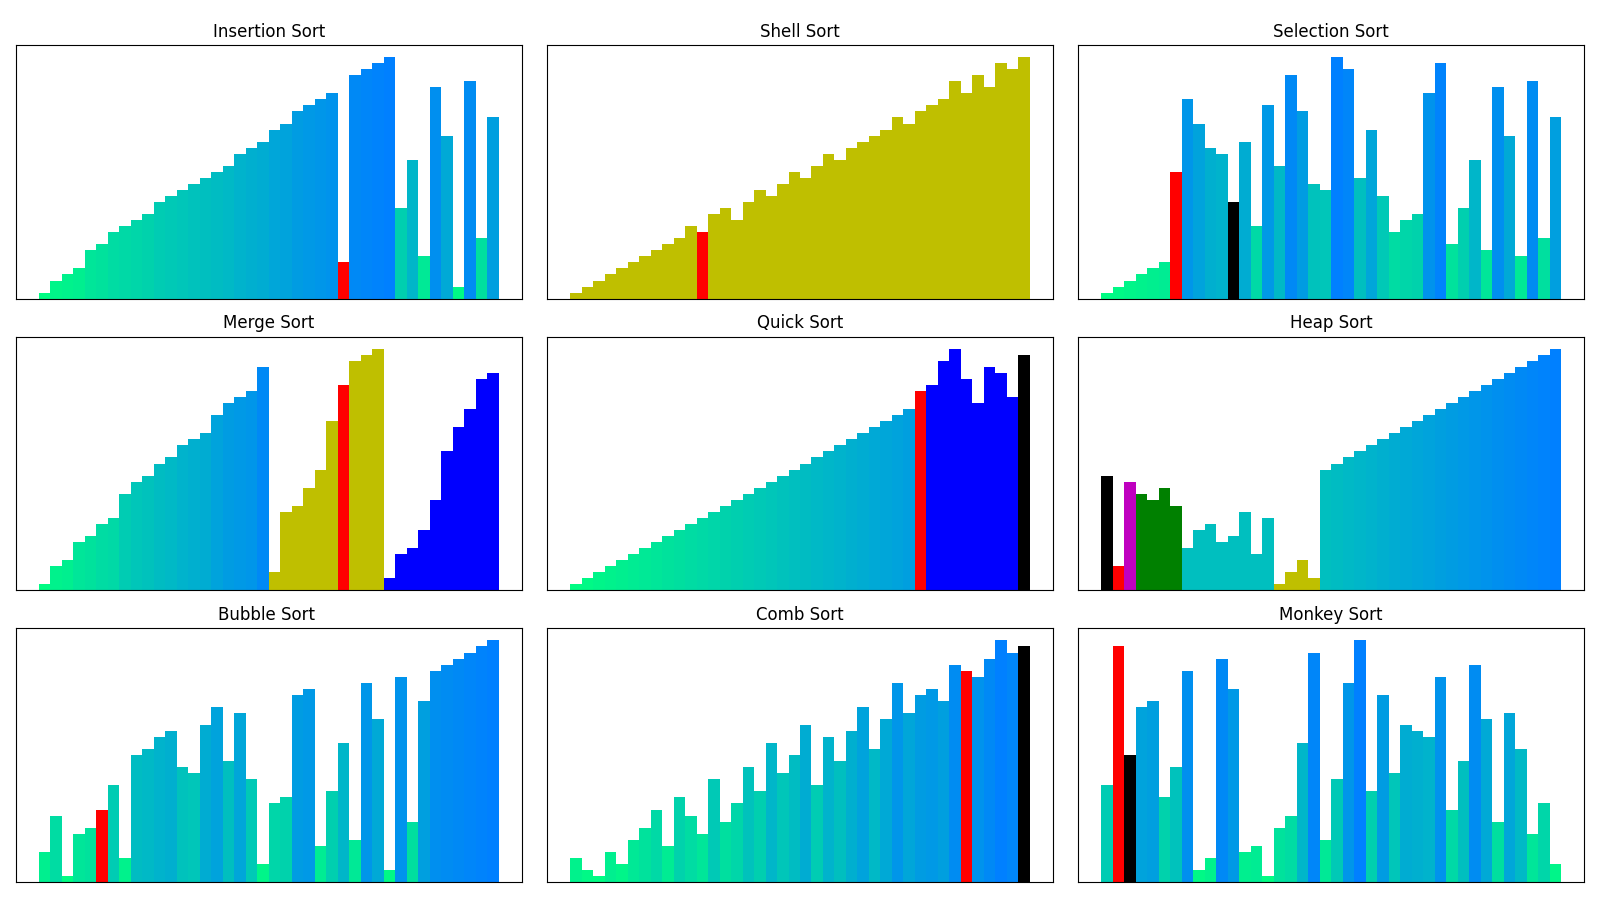 Insertion Sort
Shell Sort
Selection Sort
Merge Sort
Quick Sort
Heap Sort
Bubble Sort
Comb Sort
Monkey Sort